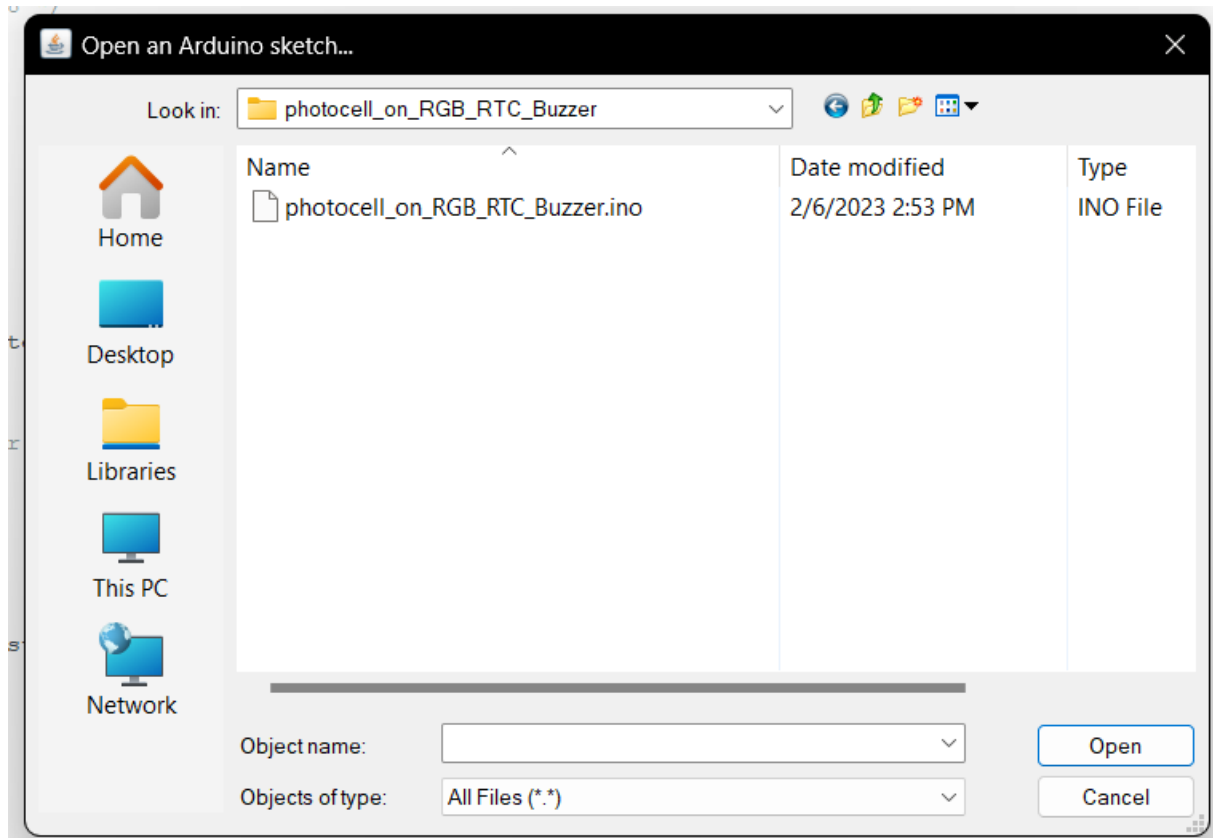 Open an Arduino sketch...
Look in: photocell_on_RGB_RTC_Buzzer
Name Date modified Type
photocell_on_RGB_RTC_Buzzer.ino 2/6/2023 2:53 PM INO File
Home
Desktop
Libraries
This PC
Network
Object name: Open
Objects of type: All Files (*.*) Cancel